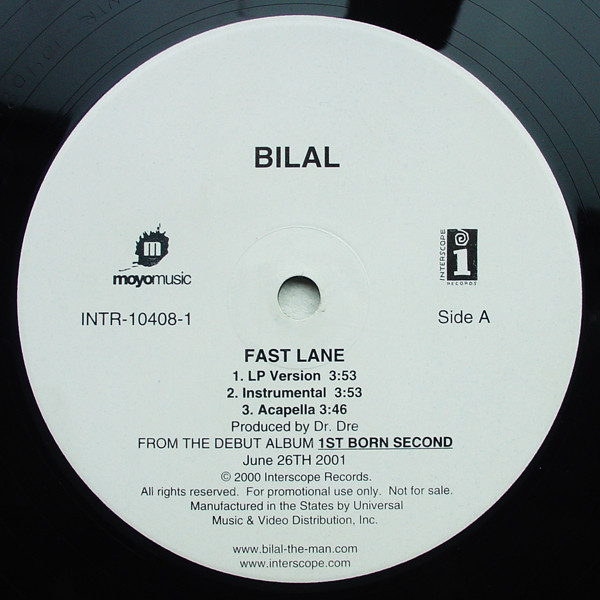 BILAL
m
moyomusic
INTERSCOPE
i
RECORDS
INTR-10408-1
Side A
FAST LANE
1. LP Version 3:53
2. Instrumental 3:53
3. Acapella 3:46
Produced by Dr. Dre
FROM THE DEBUT ALBUM 1ST BORN SECOND
June 26TH 2001
© 2000 Interscope Records.
All rights reserved. For promotional use only. Not for sale.
Manufactured in the States by Universal
Music & Video Distribution, Inc.
www.bilal-the-man.com
www.interscope.com